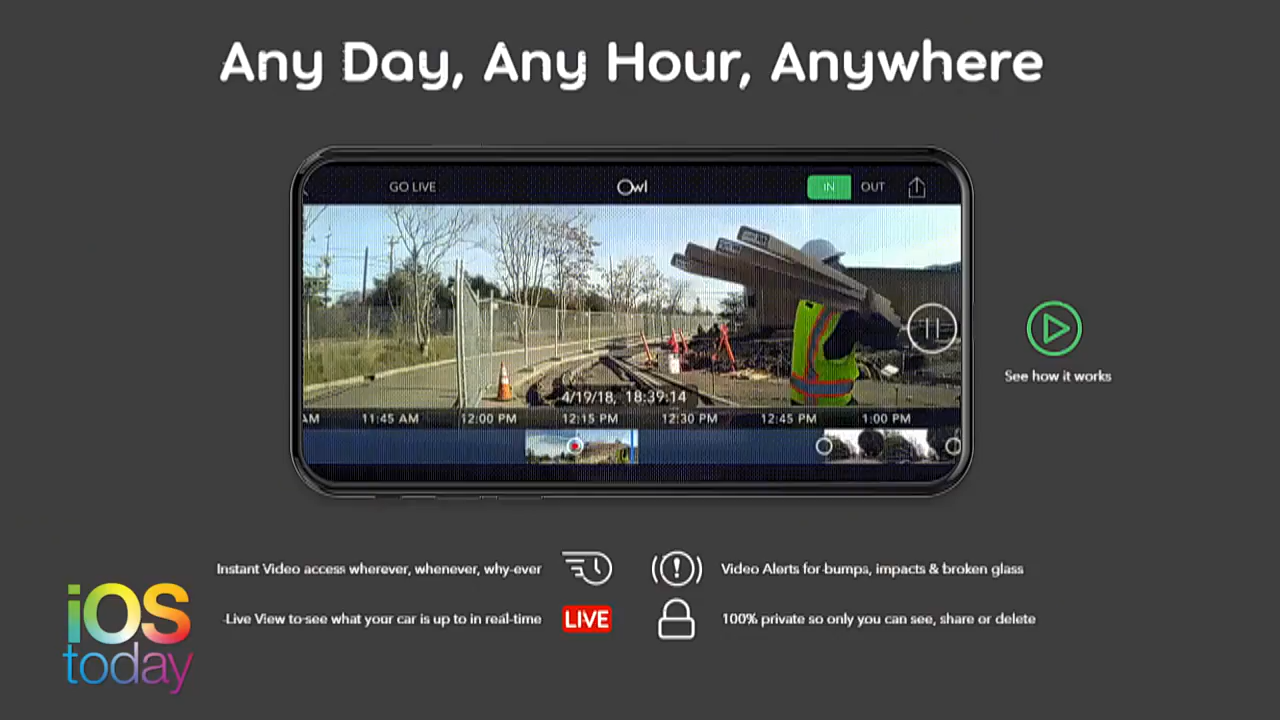 Any Day, Any Hour, Anywhere
GO LIVE
Owl
IN
OUT
4/19/18, 18:39:14
AM
11:45 AM
12:00 PM
12:15 PM
12:30 PM
12:45 PM
1:00 PM
See how it works
Instant Video access wherever, whenever, why-ever
Video Alerts for bumps, impacts & broken glass
Live View to see what your car is up to in real-time
LIVE
100% private so only you can see, share or delete
iOS
today